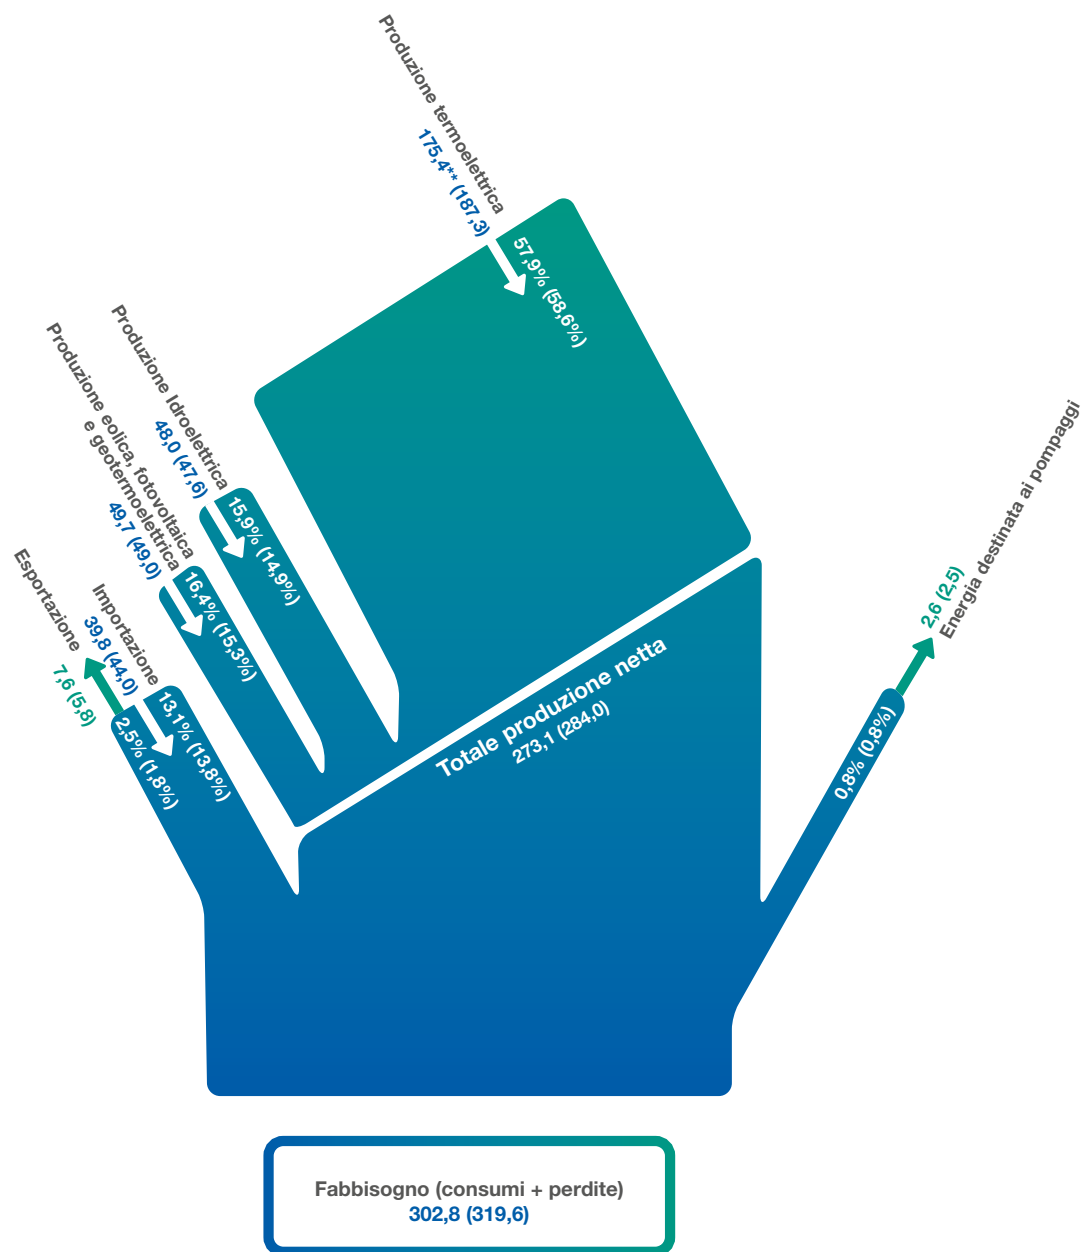 Produzione termoelettrica
175,4** (187,3)
57,9% (58,6%)
Produzione Idroelettrica
48,0 (47,6)
15,9% (14,9%)
Produzione eolica, fotovoltaica
e geotermoelettrica
49,7 (49,0)
16,4% (15,3%)
Importazione
39,8 (44,0)
13,1% (13,8%)
Esportazione
7,6 (5,8)
2,5% (1,8%)
Totale produzione netta
273,1 (284,0)
Energia destinata ai pompaggi
2,6 (2,5)
0,8% (0,8%)
Fabbisogno (consumi + perdite)
302,8 (319,6)